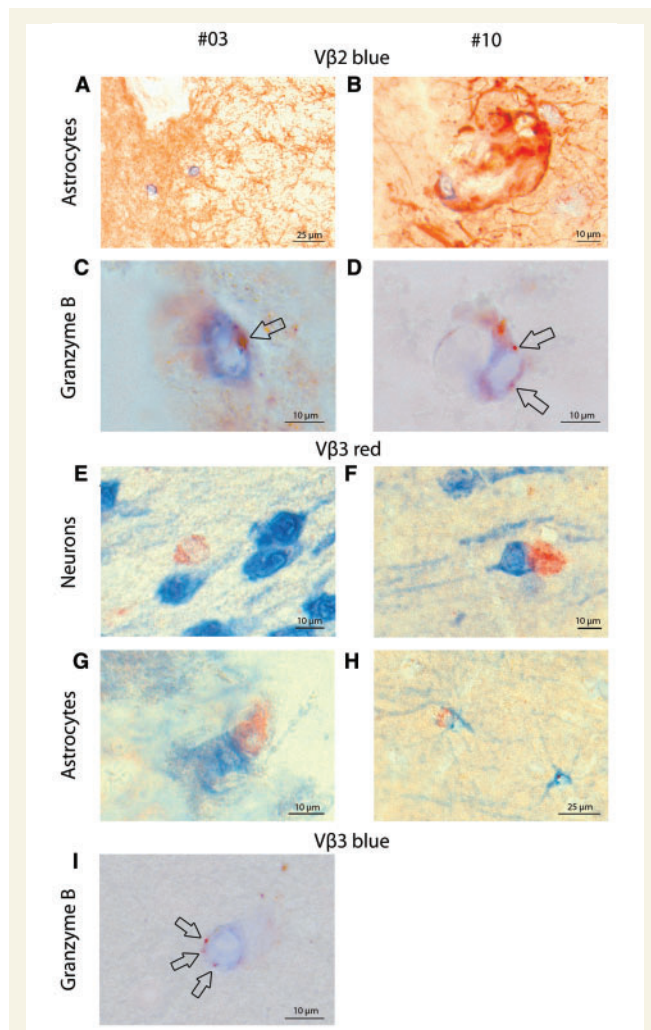 #03 #10
Vβ2 blue
A B
Astrocytes
25 μm 10 μm
C D
Granzyme B
10 μm 10 μm
Vβ3 red
E F
Neurons
10 μm 10 μm
G H
Astrocytes
10 μm 25 μm
Vβ3 blue
I
Granzyme B
10 μm